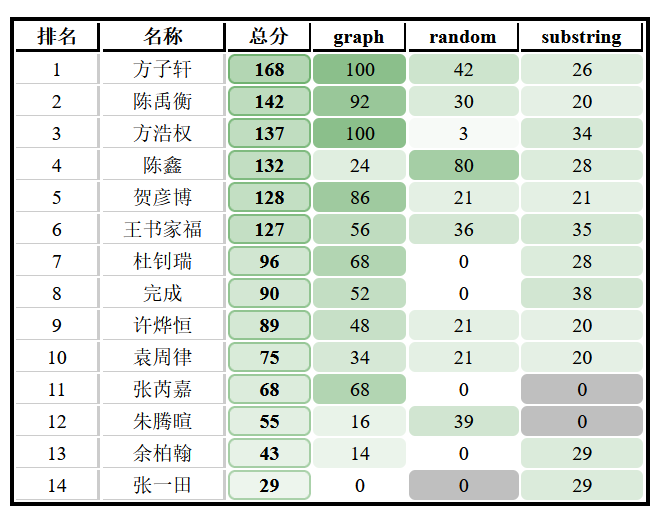 排名 名称 总分 graph random substring
1 方子轩 168 100 42 26
2 陈禹衡 142 92 30 20
3 方浩权 137 100 3 34
4 陈鑫 132 24 80 28
5 贺彦博 128 86 21 21
6 王书家福 127 56 36 35
7 杜钊瑞 96 68 0 28
8 完成 90 52 0 38
9 许烨恒 89 48 21 20
10 袁周律 75 34 21 20
11 张芮嘉 68 68 0 0
12 朱腾暄 55 16 39 0
13 余柏翰 43 14 0 29
14 张一田 29 0 0 29